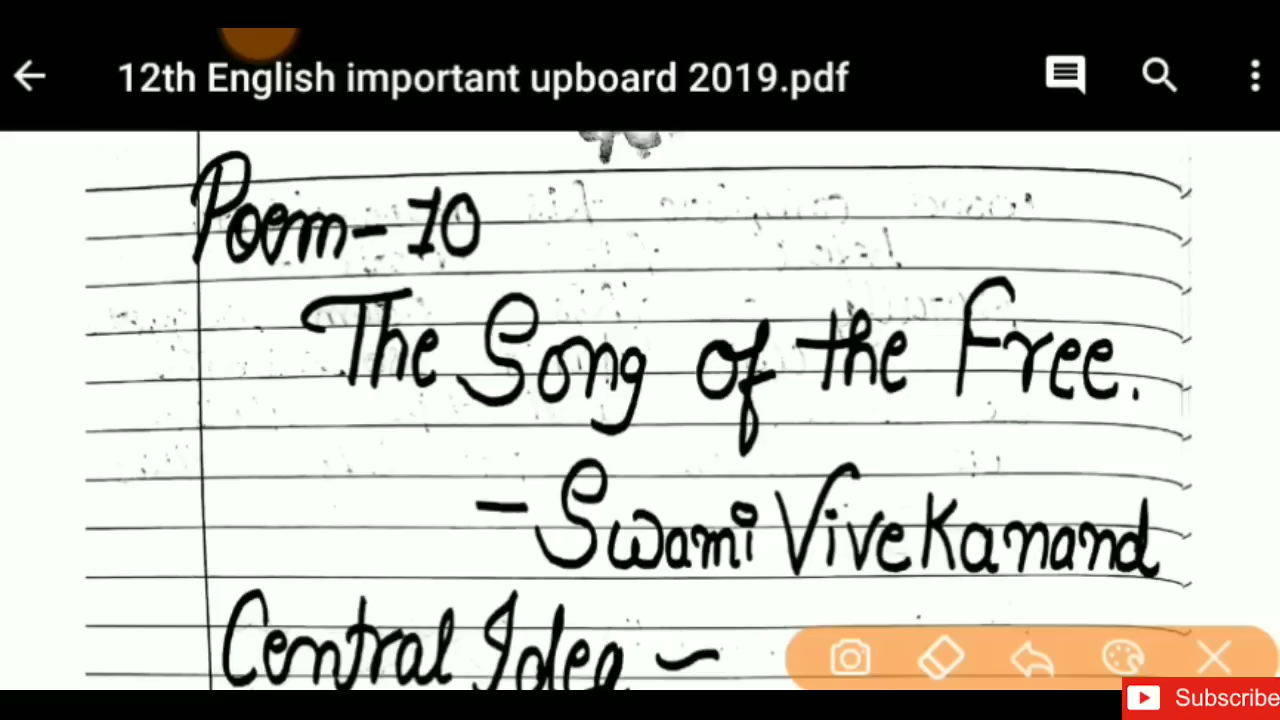 12th English important upboard 2019.pdf
Poem - 10
The Song of the Free.
- Swami Vivekanand
Central Idea -
Subscribe